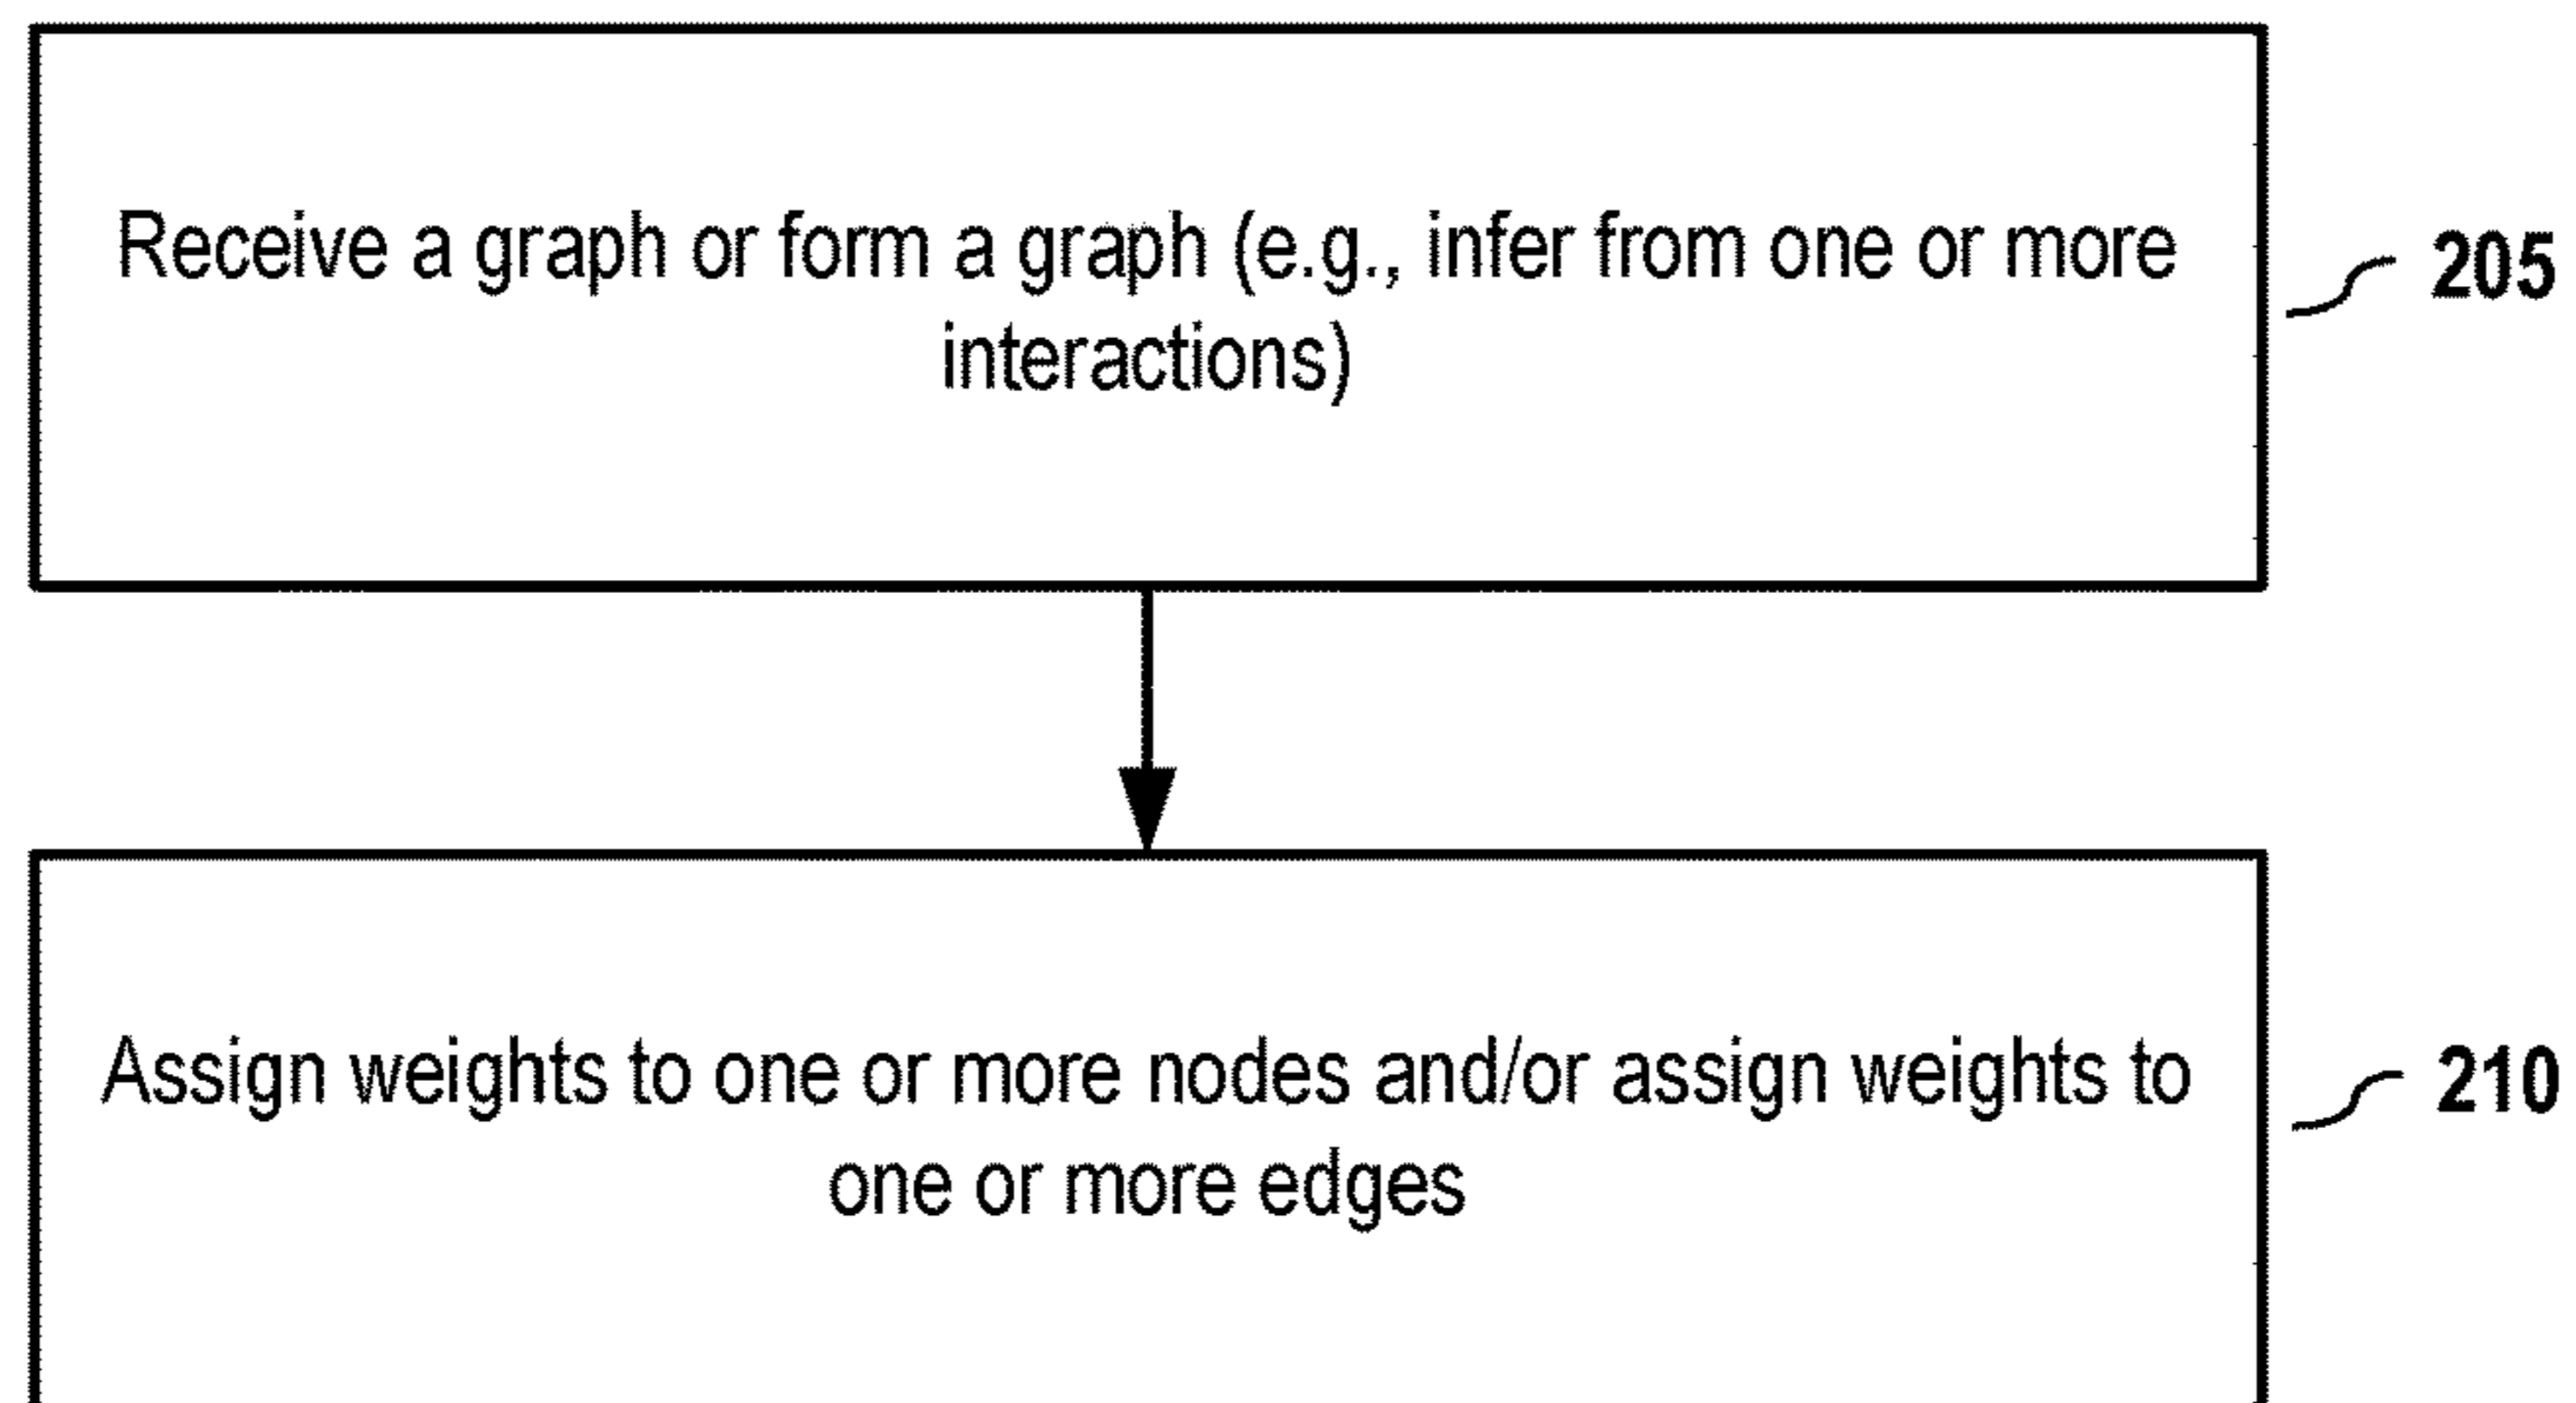 Receive a graph or form a graph (e.g., infer from one or more
interactions)
205
Assign weights to one or more nodes and/or assign weights to
one or more edges
210